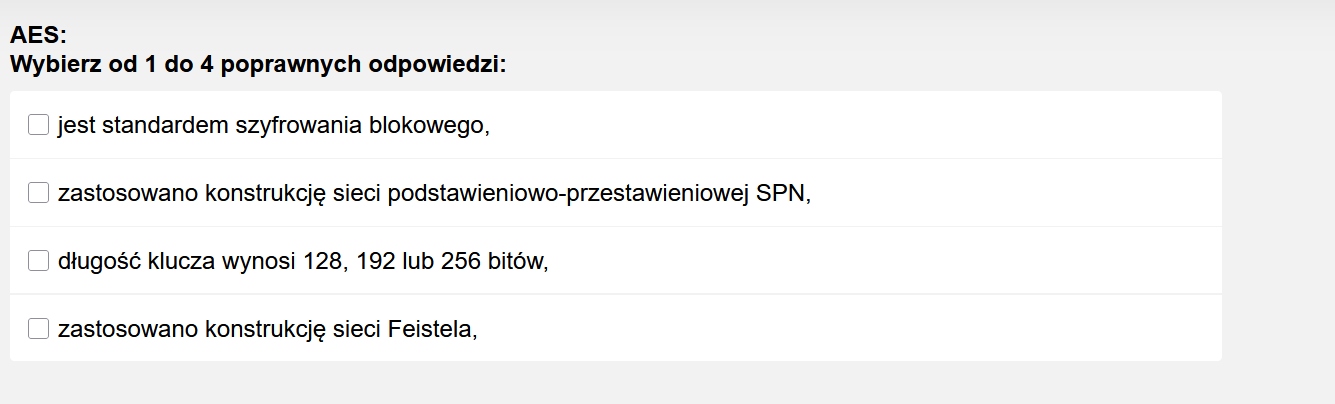 AES:
Wybierz od 1 do 4 poprawnych odpowiedzi:
jest standardem szyfrowania blokowego,
zastosowano konstrukcję sieci podstawieniowo-przestawieniowej SPN,
długość klucza wynosi 128, 192 lub 256 bitów,
zastosowano konstrukcję sieci Feistela,